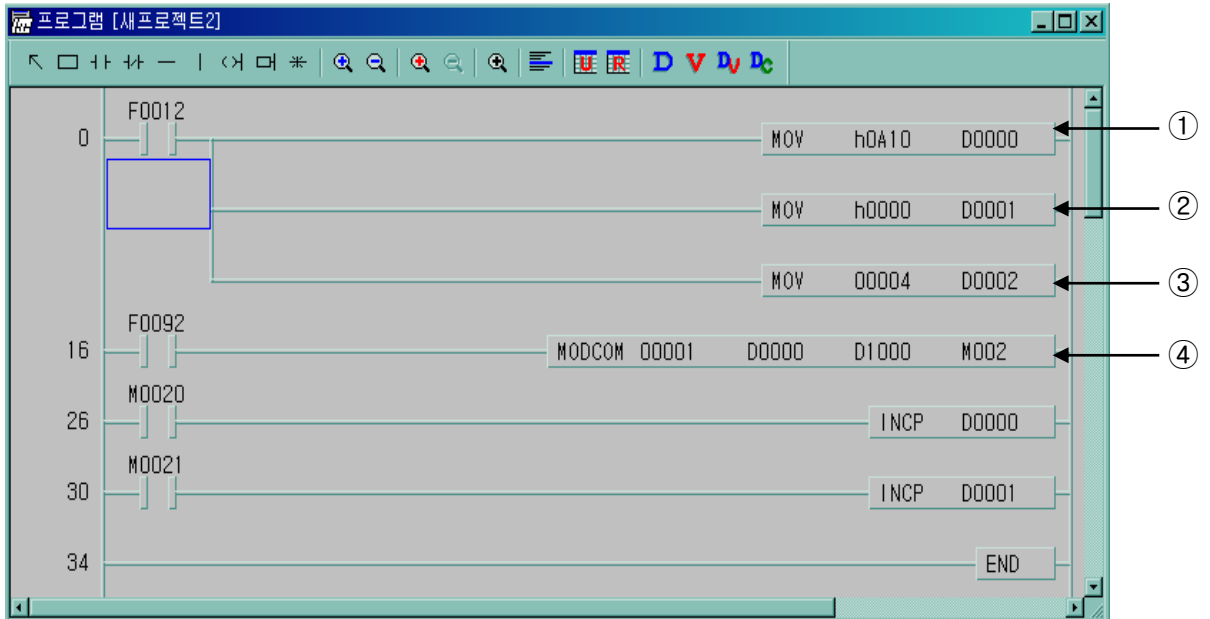 프로그램 [새프로젝트2]
U R D V DU DC
F0012
0 MOV h0A10 D0000 ①
MOV h0000 D0001 ②
MOV 00004 D0002 ③
F0092
16 MODCOM 00001 D0000 D1000 M002 ④
M0020
26 INCP D0000
M0021
30 INCP D0001
34 END